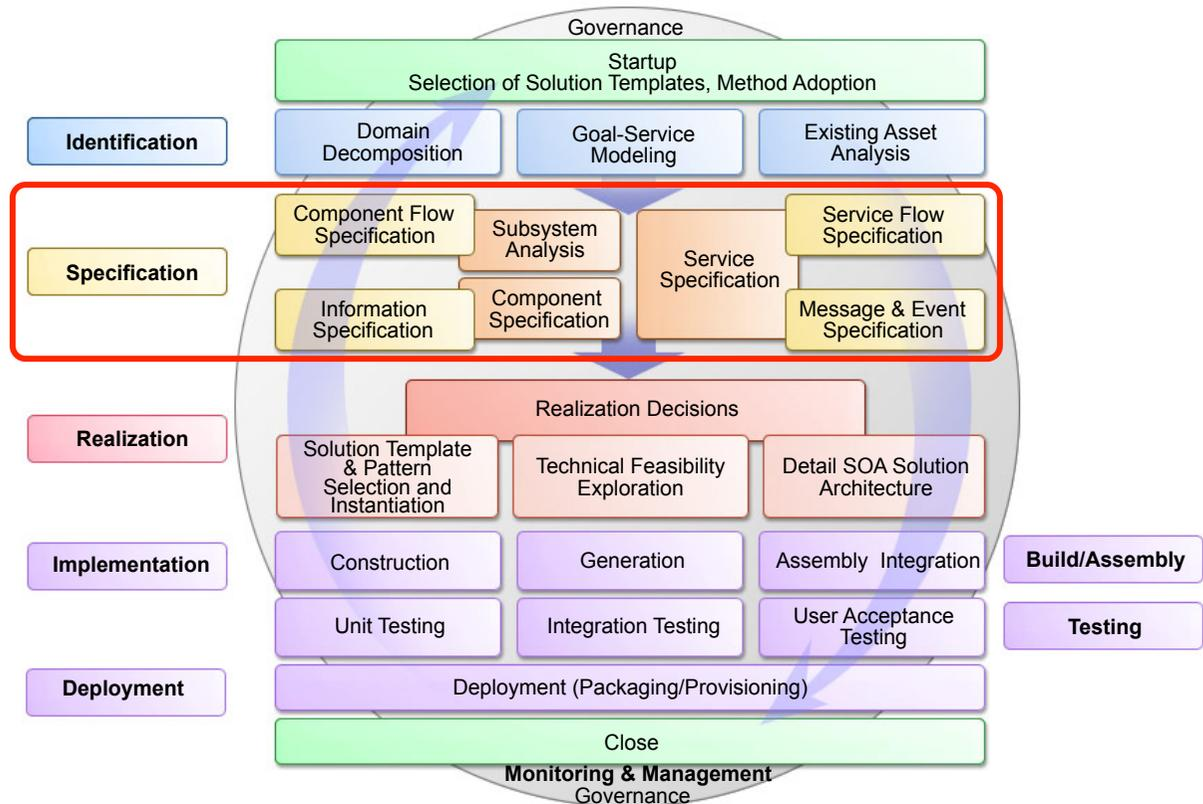 Governance
Startup
Selection of Solution Templates, Method Adoption
Identification
Domain
Decomposition
Goal-Service
Modeling
Existing Asset
Analysis
Specification
Component Flow
Specification
Subsystem
Analysis
Information
Specification
Component
Specification
Service
Specification
Service Flow
Specification
Message & Event
Specification
Realization
Realization Decisions
Solution Template
& Pattern
Selection and
Instantiation
Technical Feasibility
Exploration
Detail SOA Solution
Architecture
Implementation
Construction
Generation
Assembly Integration
Build/Assembly
Unit Testing
Integration Testing
User Acceptance
Testing
Testing
Deployment
Deployment (Packaging/Provisioning)
Close
Monitoring & Management
Governance